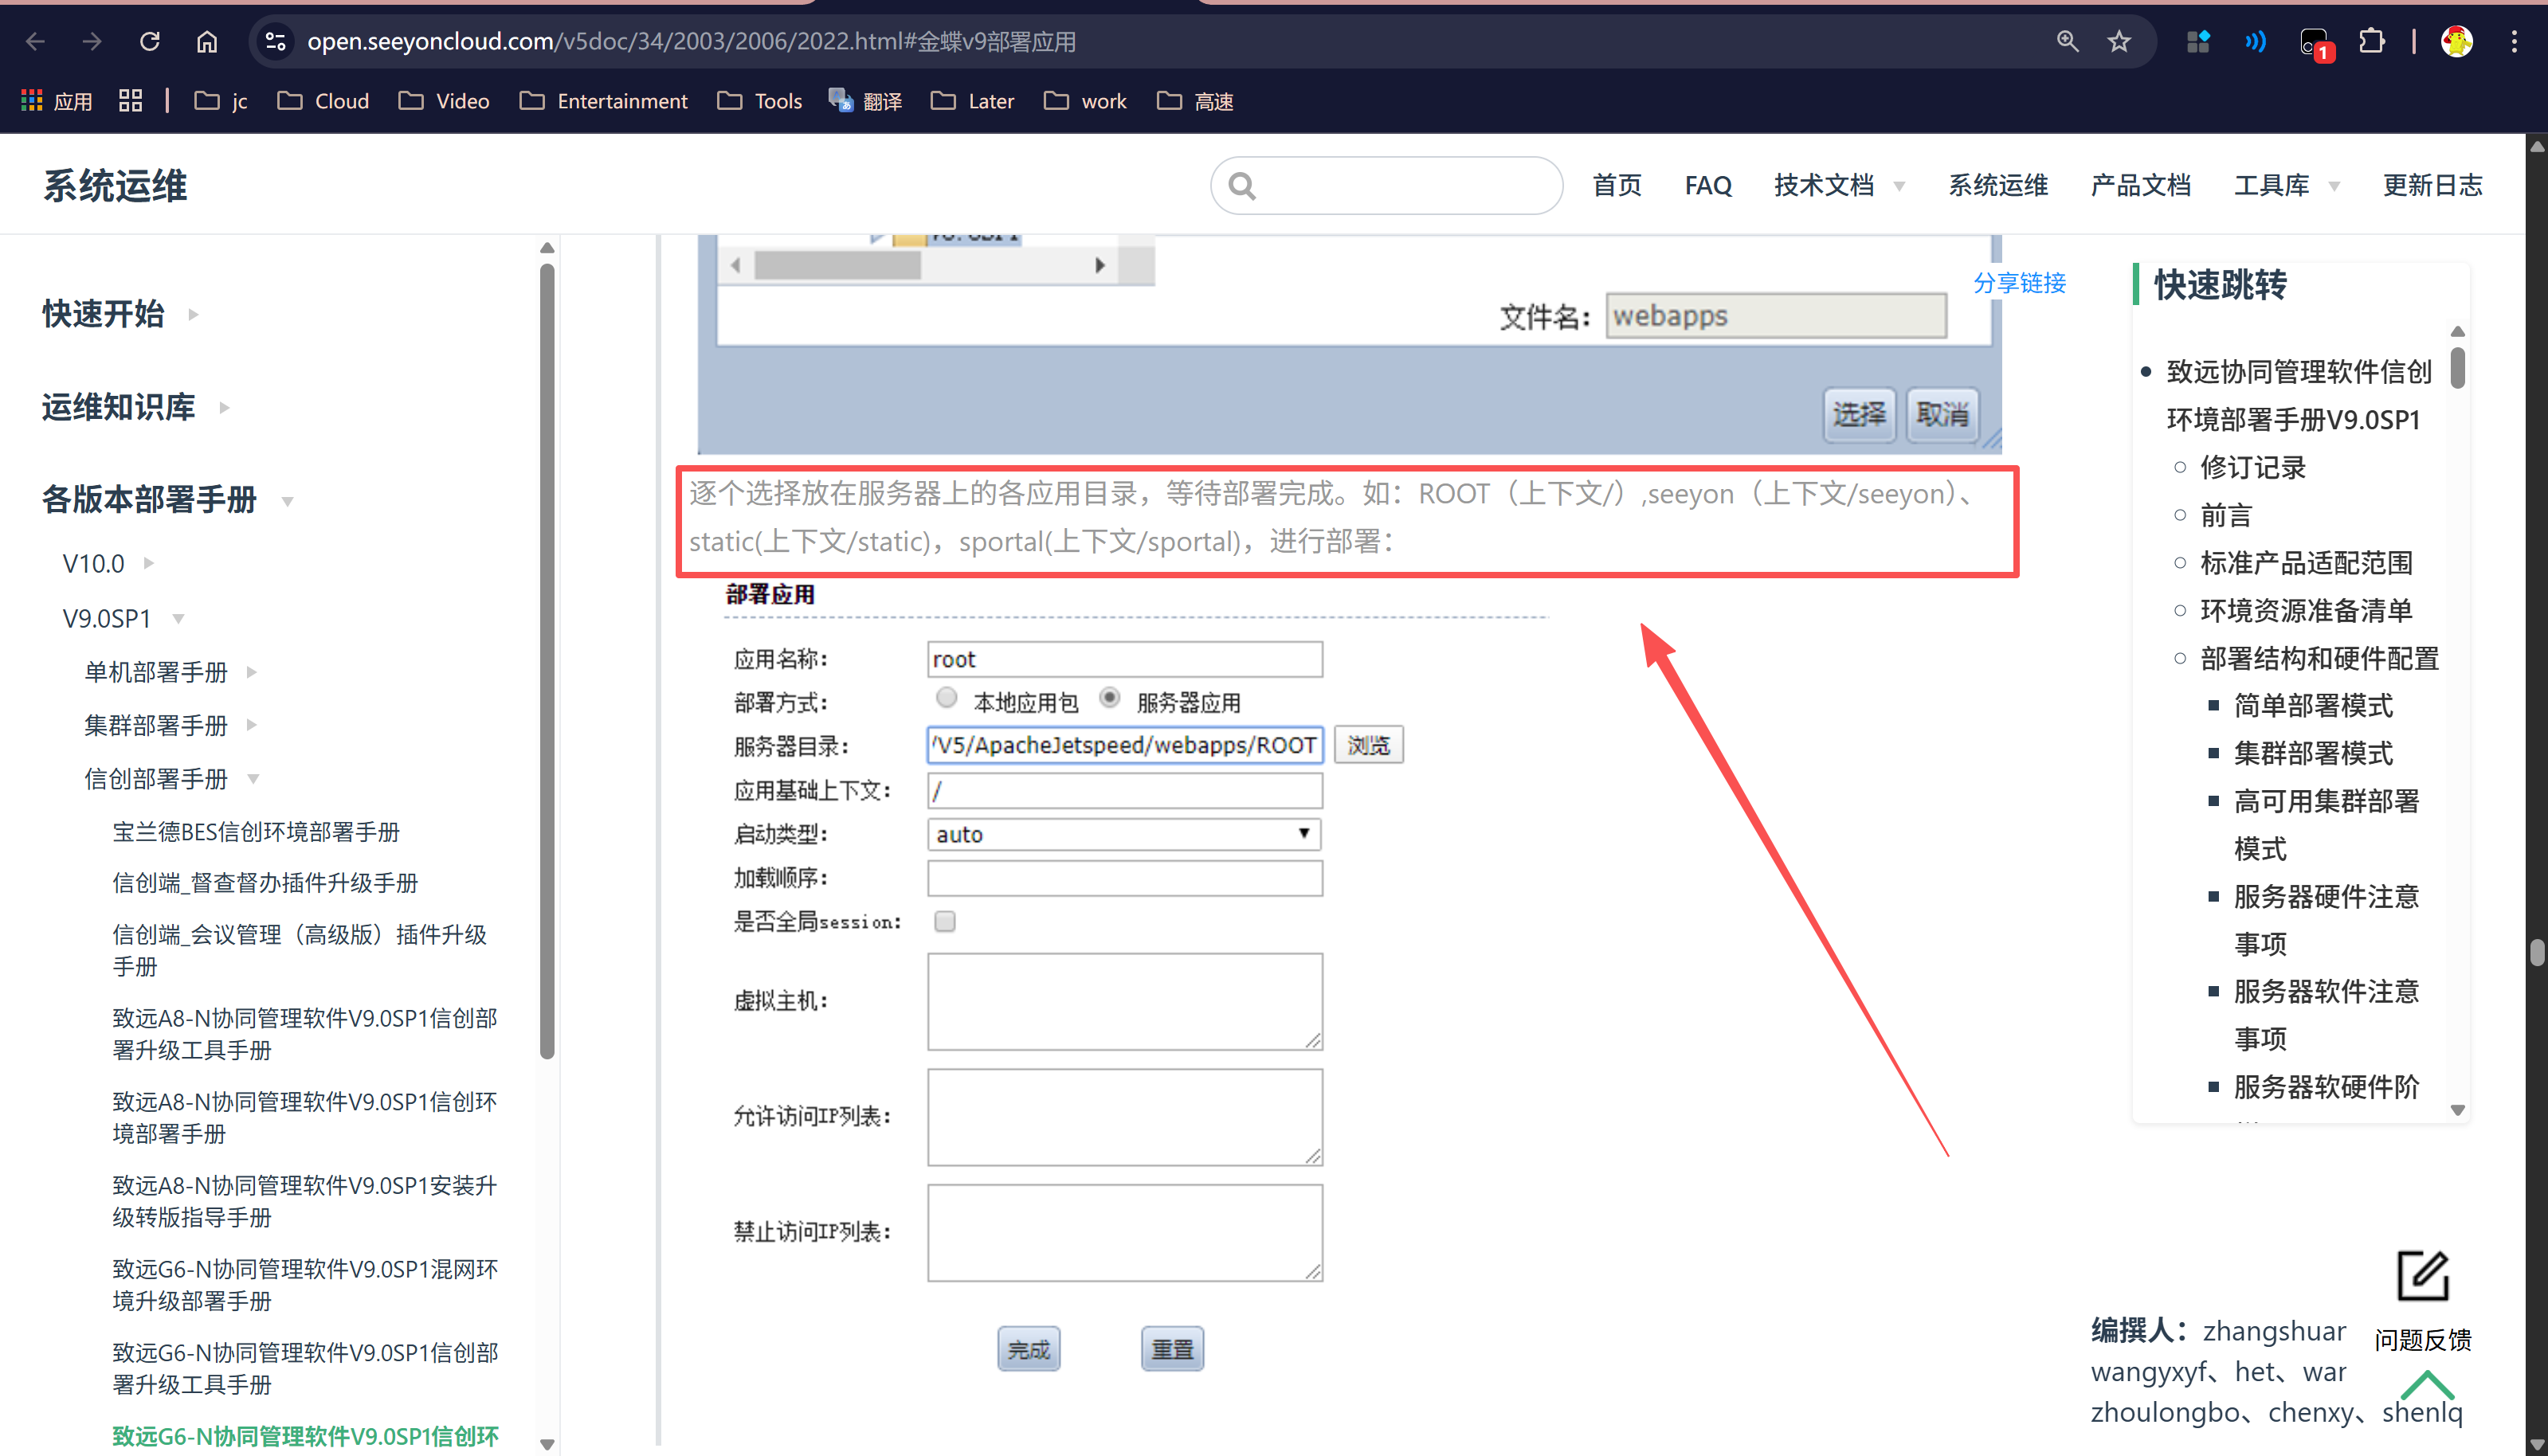 open.seeyoncloud.com/v5doc/34/2003/2006/2022.html#金蝶v9部署应用
1
应用
jc
Cloud
Video
Entertainment
Tools
翻译
Later
work
高速
系统运维
首页
FAQ
技术文档
系统运维
产品文档
工具库
更新日志
快速开始
运维知识库
各版本部署手册
V10.0
V9.0SP1
单机部署手册
集群部署手册
信创部署手册
宝兰德BES信创环境部署手册
信创端_督查督办插件升级手册
信创端_会议管理（高级版）插件升级
手册
致远A8-N协同管理软件V9.0SP1信创部
署升级工具手册
致远A8-N协同管理软件V9.0SP1信创环
境部署手册
致远A8-N协同管理软件V9.0SP1安装升
级转版指导手册
致远G6-N协同管理软件V9.0SP1混网环
境升级部署手册
致远G6-N协同管理软件V9.0SP1信创部
署升级工具手册
致远G6-N协同管理软件V9.0SP1信创环
分享链接
文件名：
webapps
选择
取消
逐个选择放在服务器上的各应用目录，等待部署完成。如：ROOT（上下文/）,seeyon（上下文/seeyon）、
static(上下文/static)，sportal(上下文/sportal)，进行部署：
部署应用
应用名称：
root
部署方式：
本地应用包
服务器应用
服务器目录：
/V5/ApacheJetspeed/webapps/ROOT
浏览
应用基础上下文：
/
启动类型：
auto
加载顺序：
是否全局session：
虚拟主机：
允许访问IP列表：
禁止访问IP列表：
完成
重置
快速跳转
致远协同管理软件信创
环境部署手册V9.0SP1
修订记录
前言
标准产品适配范围
环境资源准备清单
部署结构和硬件配置
简单部署模式
集群部署模式
高可用集群部署
模式
服务器硬件注意
事项
服务器软件注意
事项
服务器软硬件阶
编撰人：zhangshuar
wangyxyf、het、war
zhoulongbo、chenxy、shenlq
问题反馈